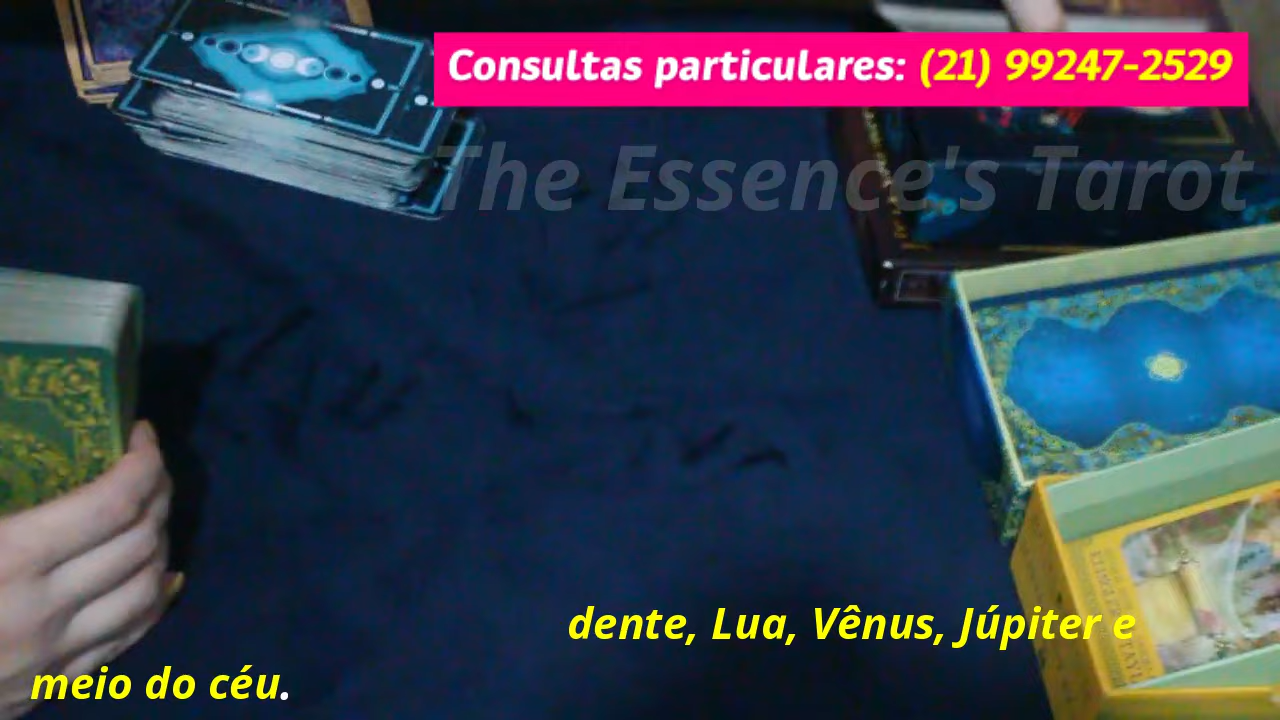 Consultas particulares: (21) 99247-2529
The Essence's Tarot
dente, Lua, Vênus, Júpiter e
meio do céu.